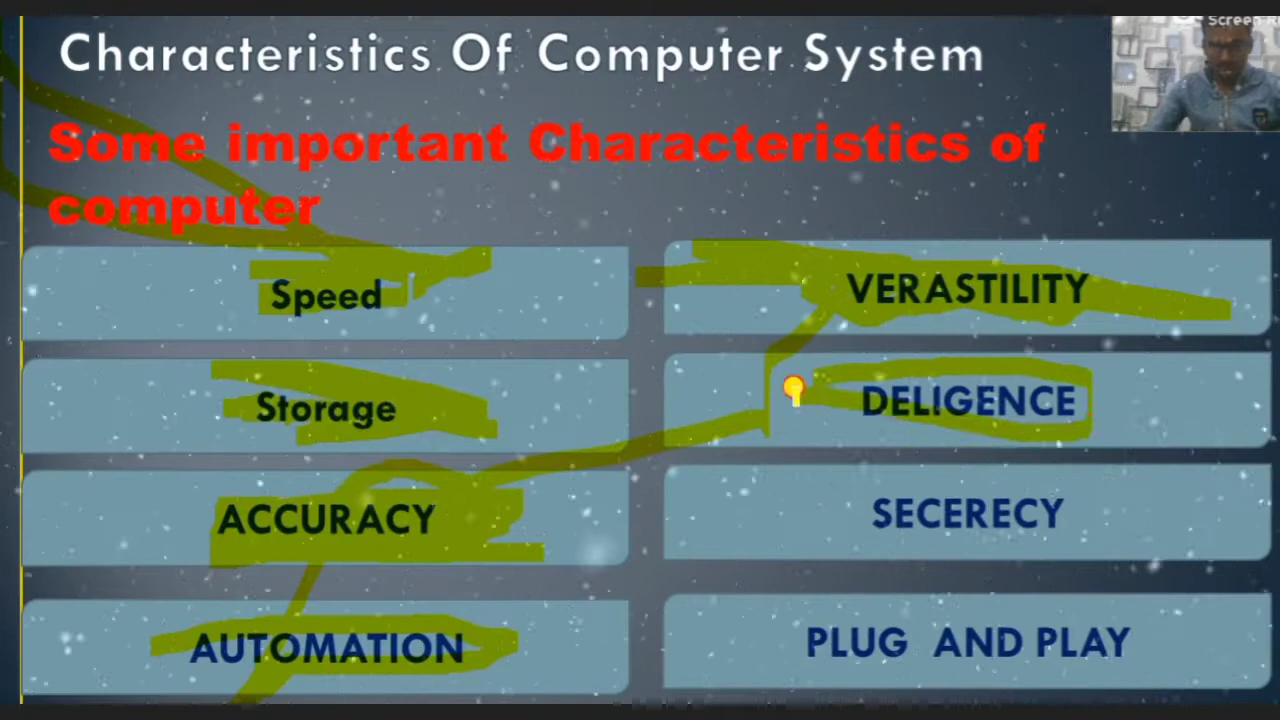 Screen R
Characteristics Of Computer System
Some important Characteristics of
computer
Speed
VERASTILITY
Storage
DELIGENCE
ACCURACY
SECERECY
AUTOMATION
PLUG AND PLAY